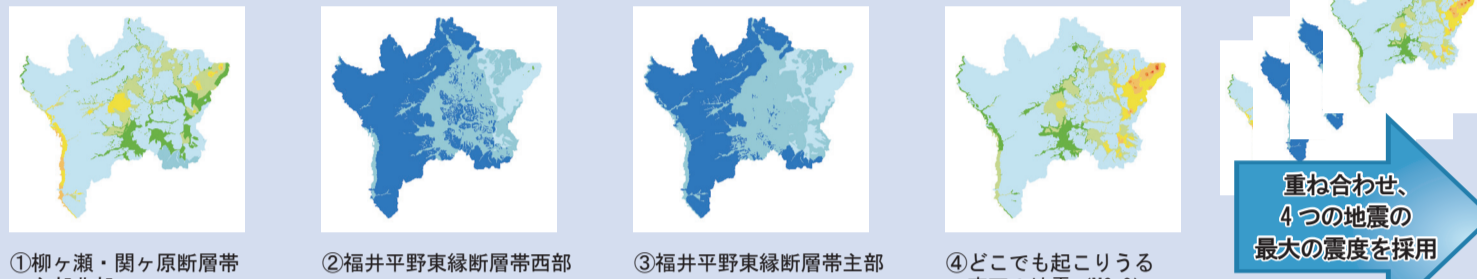 ①柳ヶ瀬・関ヶ原断層帯
②福井平野東縁断層帯西部
③福井平野東縁断層帯主部
④どこでも起こりうる
重ね合わせ、
4つの地震の
最大の震度を採用